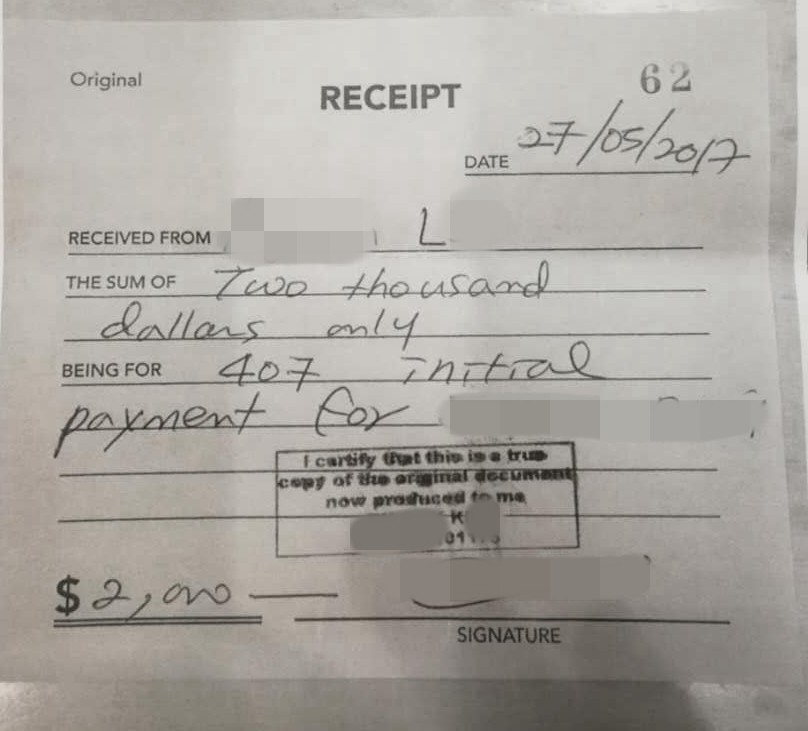 Original
62
RECEIPT
DATE 27/05/2017
RECEIVED FROM L
THE SUM OF Two thousand
dollars only
BEING FOR 407 initial
payment for
I certify that this is a true
copy of the original document
now produced to me
K
$ 2,000
SIGNATURE